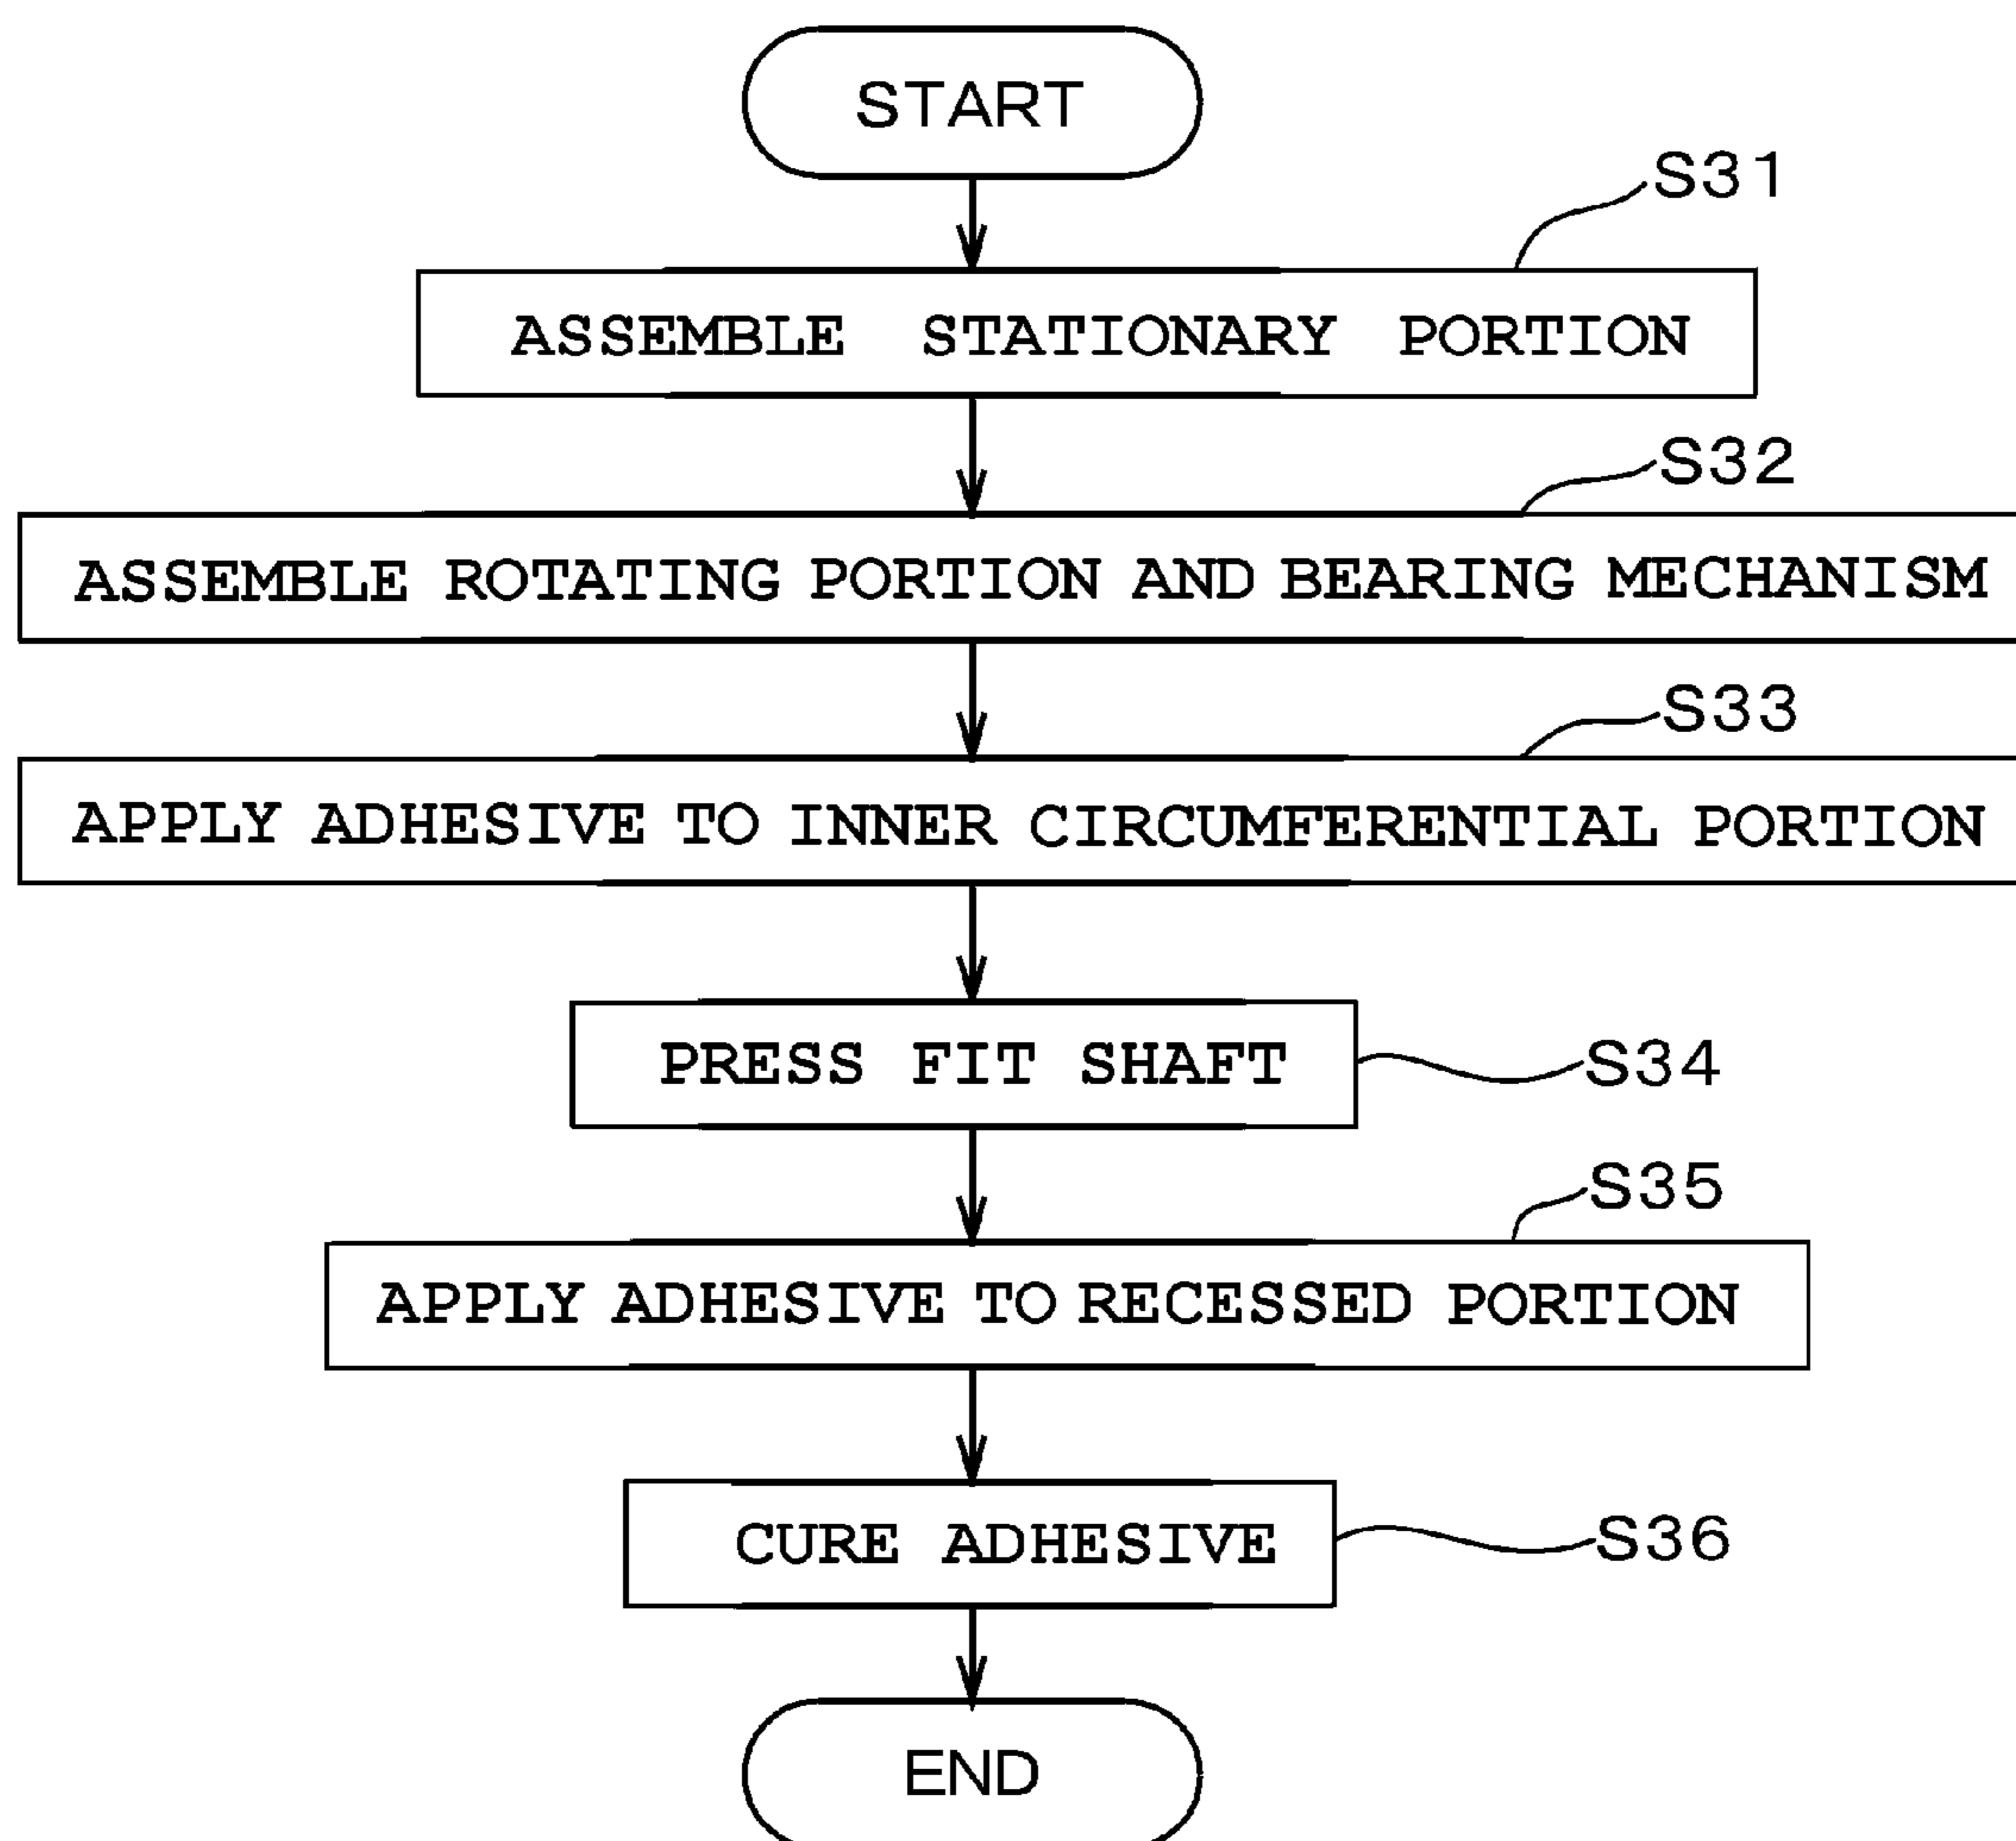 START
S31
ASSEMBLE STATIONARY PORTION
S32
ASSEMBLE ROTATING PORTION AND BEARING MECHANISM
S33
APPLY ADHESIVE TO INNER CIRCUMFERENTIAL PORTION
PRESS FIT SHAFT
S34
S35
APPLY ADHESIVE TO RECESSED PORTION
CURE ADHESIVE
S36
END